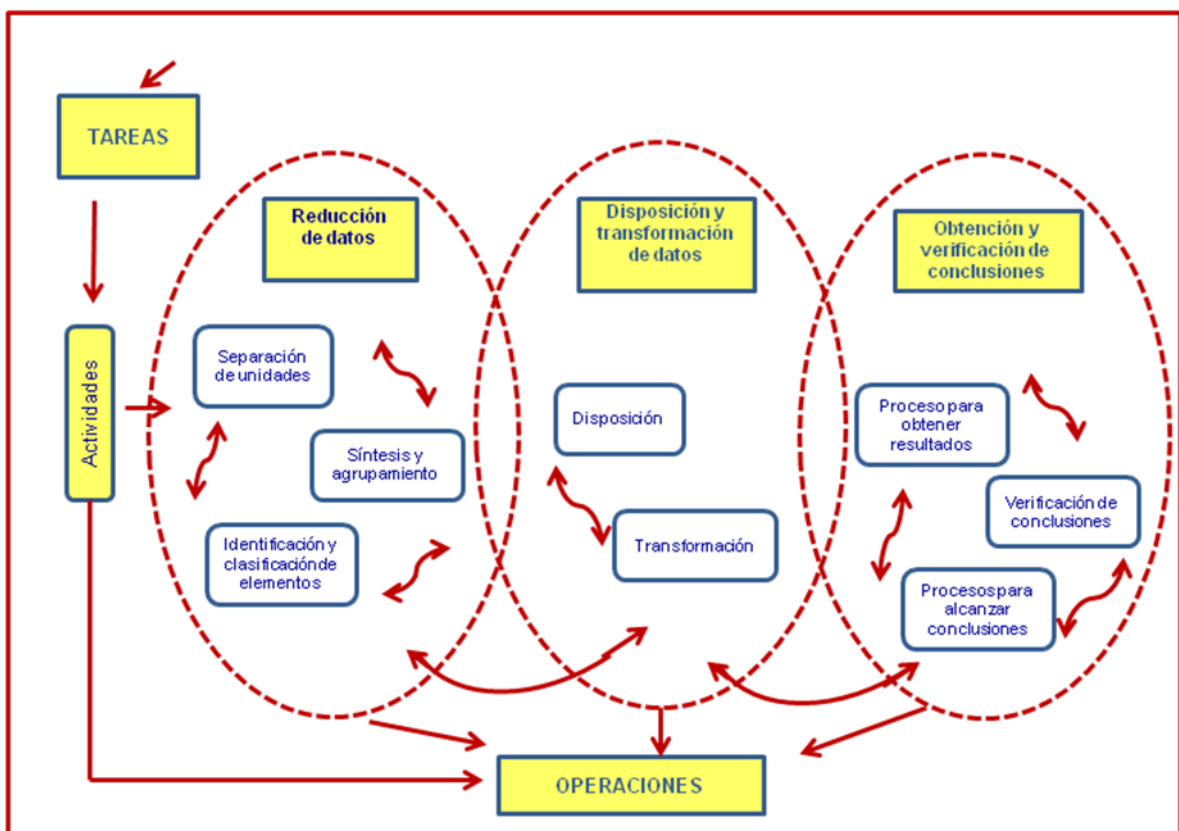 TAREAS
Reducción
de datos
Disposición y
transformación
de datos
Obtención y
verificación de
conclusiones
Actividades
Separación
de unidades
Síntesis y
agrupamiento
Identificación y
clasificación de
elementos
Disposición
Transformación
Proceso para
obtener
resultados
Verificación de
conclusiones
Procesos para
alcanzar
conclusiones
OPERACIONES